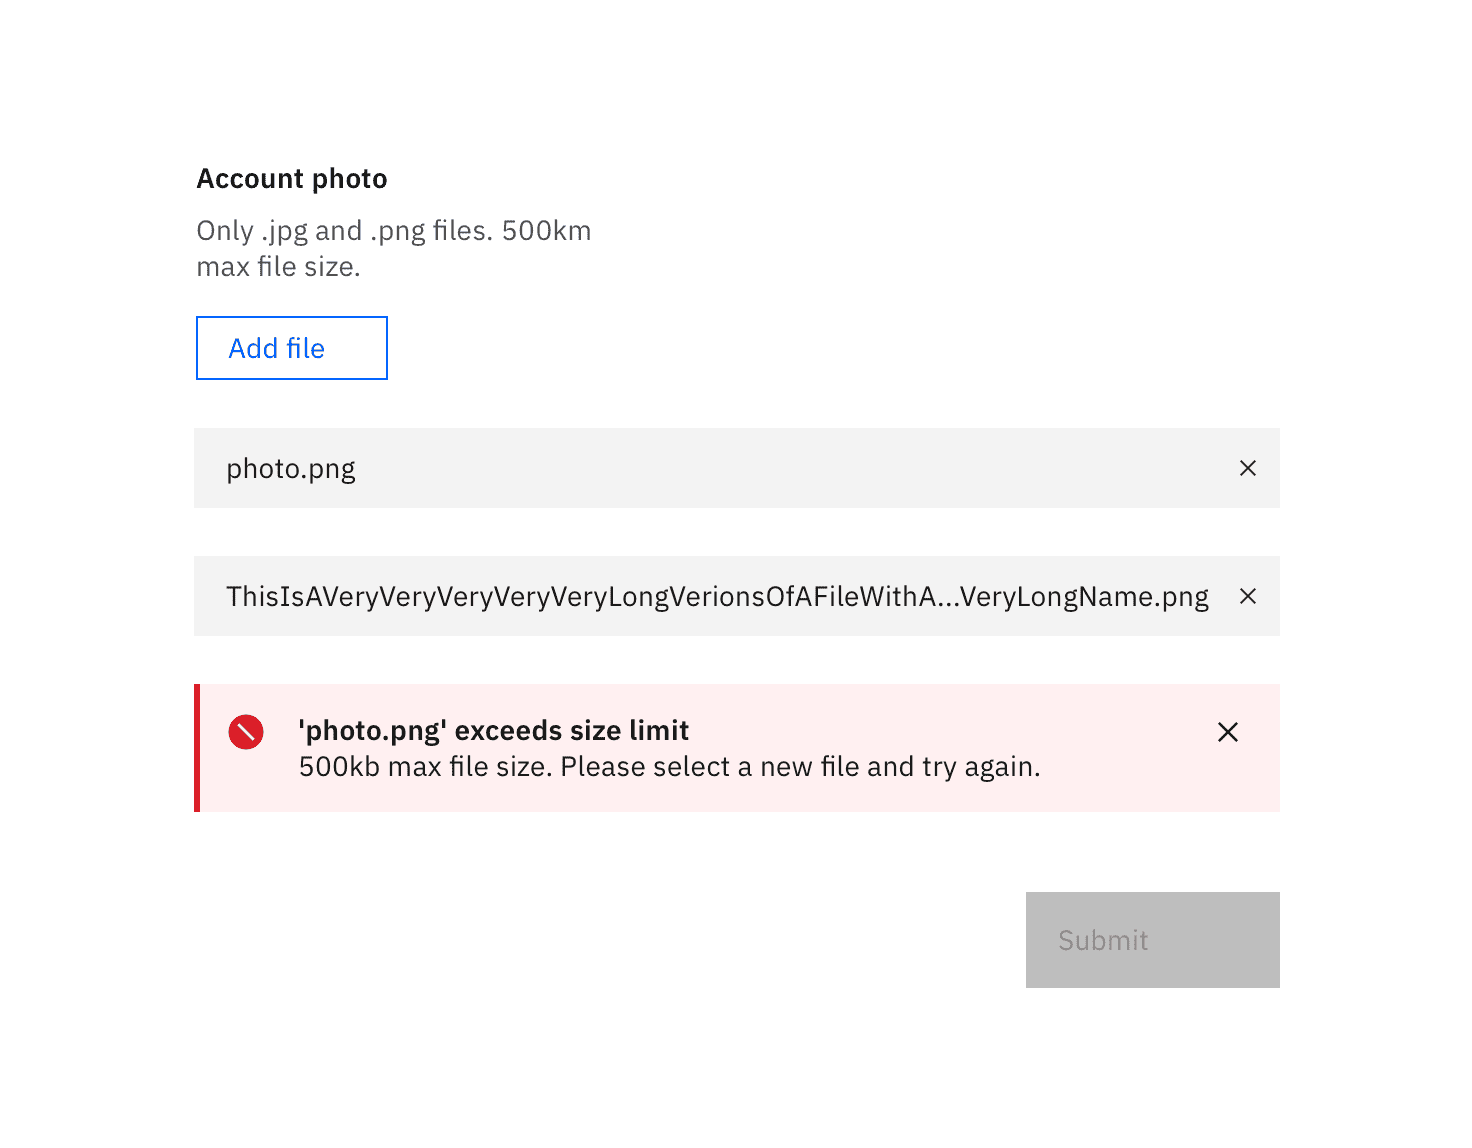 Account photo
Only .jpg and .png files. 500km
max file size.
Add file
photo.png
ThisIsAVeryVeryVeryVeryVeryLongVerionsOfAFileWithA...VeryLongName.png
'photo.png' exceeds size limit
500kb max file size. Please select a new file and try again.
Submit